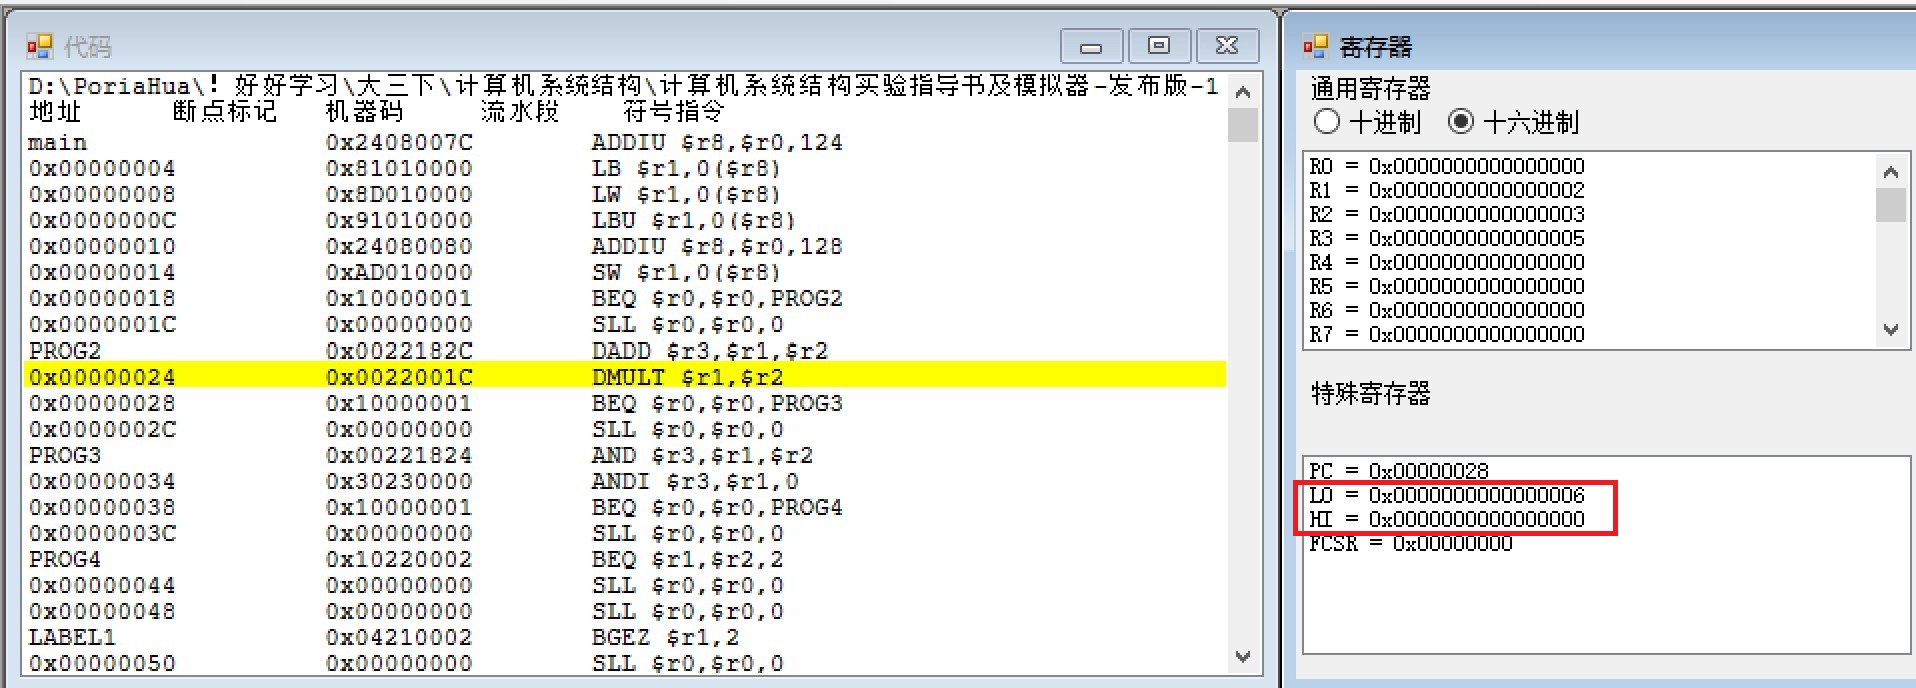 代码
D:\PoriaHua\! 好好学习\大三下\计算机系统结构\计算机系统结构实验指导书及模拟器-发布版-1
地址 断点标记 机器码 流水段 符号指令
main 0x2408007C ADDIU $r8,$r0,124
0x00000004 0x81010000 LB $r1,0($r8)
0x00000008 0x8D010000 LW $r1,0($r8)
0x0000000C 0x91010000 LBU $r1,0($r8)
0x00000010 0x24080080 ADDIU $r8,$r0,128
0x00000014 0xAD010000 SW $r1,0($r8)
0x00000018 0x10000001 BEQ $r0,$r0,PROG2
0x0000001C 0x00000000 SLL $r0,$r0,0
PROG2 0x0022182C DADD $r3,$r1,$r2
0x00000024 0x0022001C DMULT $r1,$r2
0x00000028 0x10000001 BEQ $r0,$r0,PROG3
0x0000002C 0x00000000 SLL $r0,$r0,0
PROG3 0x00221824 AND $r3,$r1,$r2
0x00000034 0x30230000 ANDI $r3,$r1,0
0x00000038 0x10000001 BEQ $r0,$r0,PROG4
0x0000003C 0x00000000 SLL $r0,$r0,0
PROG4 0x10220002 BEQ $r1,$r2,2
0x00000044 0x00000000 SLL $r0,$r0,0
0x00000048 0x00000000 SLL $r0,$r0,0
LABEL1 0x04210002 BGEZ $r1,2
0x00000050 0x00000000 SLL $r0,$r0,0
寄存器
通用寄存器
十进制 十六进制
R0 = 0x0000000000000000
R1 = 0x0000000000000002
R2 = 0x0000000000000003
R3 = 0x0000000000000005
R4 = 0x0000000000000000
R5 = 0x0000000000000000
R6 = 0x0000000000000000
R7 = 0x0000000000000000
特殊寄存器
PC = 0x00000028
LO = 0x0000000000000006
HI = 0x0000000000000000
FCSR = 0x00000000